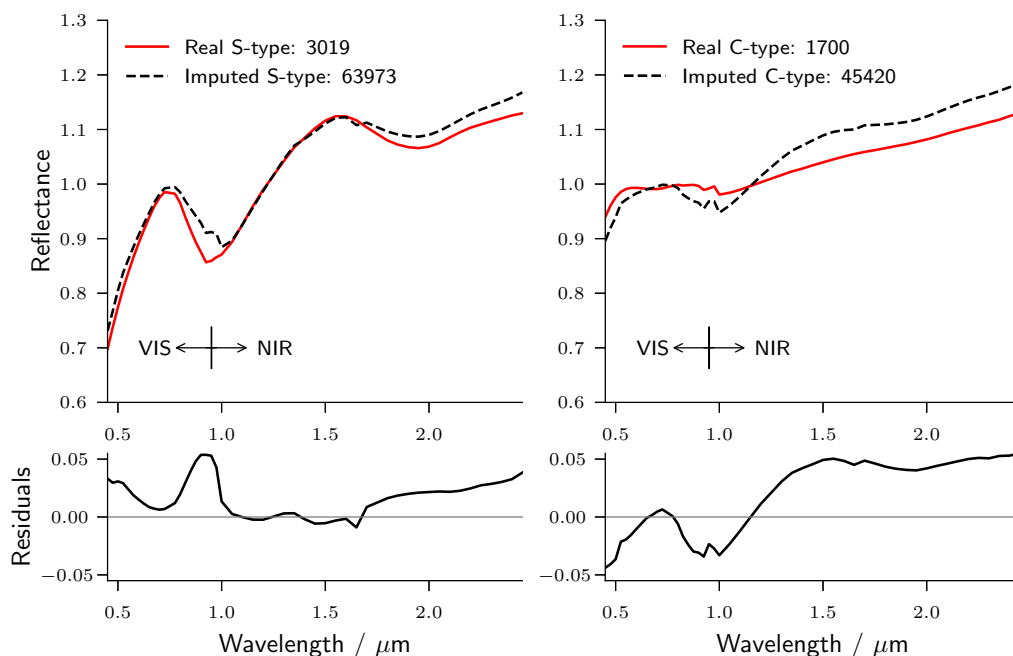 1.3
1.2
1.1
1.0
0.9
0.8
0.7
0.6
Reflectance
Real S-type: 3019
Imputed S-type: 63973
VIS
NIR
0.5 1.0 1.5 2.0
1.3
1.2
1.1
1.0
0.9
0.8
0.7
0.6
Real C-type: 1700
Imputed C-type: 45420
VIS
NIR
0.5 1.0 1.5 2.0
0.05
0.00
−0.05
Residuals
0.5 1.0 1.5 2.0
Wavelength / μm
0.05
0.00
−0.05
0.5 1.0 1.5 2.0
Wavelength / μm